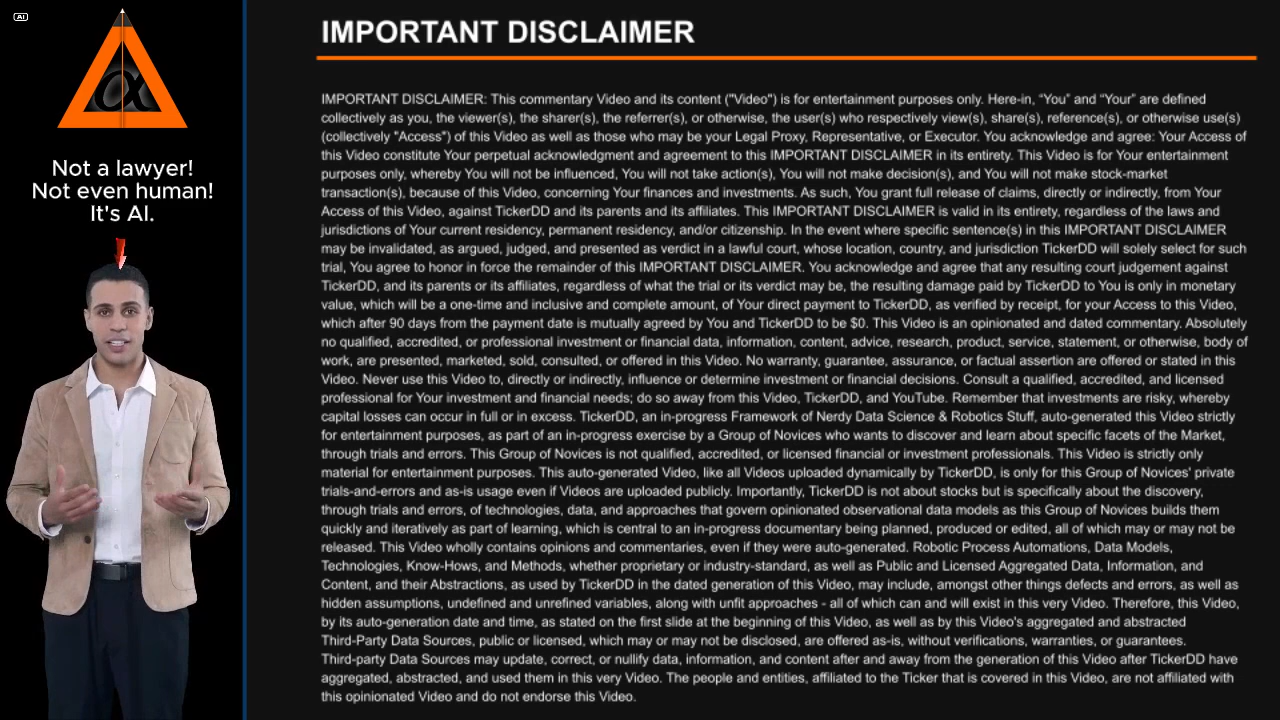 AI
α
Not a lawyer!
Not even human!
It's AI.
IMPORTANT DISCLAIMER
IMPORTANT DISCLAIMER: This commentary Video and its content ("Video") is for entertainment purposes only. Here-in, “You” and “Your” are defined
collectively as you, the viewer(s), the sharer(s), the referrer(s), or otherwise, the user(s) who respectively view(s), share(s), reference(s), or otherwise use(s)
(collectively "Access") of this Video as well as those who may be your Legal Proxy, Representative, or Executor. You acknowledge and agree: Your Access of
this Video constitute Your perpetual acknowledgment and agreement to this IMPORTANT DISCLAIMER in its entirety. This Video is for Your entertainment
purposes only, whereby You will not be influenced, You will not take action(s), You will not make decision(s), and You will not make stock-market
transaction(s), because of this Video, concerning Your finances and investments. As such, You grant full release of claims, directly or indirectly, from Your
Access of this Video, against TickerDD and its parents and its affiliates. This IMPORTANT DISCLAIMER is valid in its entirety, regardless of the laws and
jurisdictions of Your current residency, permanent residency, and/or citizenship. In the event where specific sentence(s) in this IMPORTANT DISCLAIMER
may be invalidated, as argued, judged, and presented as verdict in a lawful court, whose location, country, and jurisdiction TickerDD will solely select for such
trial, You agree to honor in force the remainder of this IMPORTANT DISCLAIMER. You acknowledge and agree that any resulting court judgement against
TickerDD, and its parents or its affiliates, regardless of what the trial or its verdict may be, the resulting damage paid by TickerDD to You is only in monetary
value, which will be a one-time and inclusive and complete amount, of Your direct payment to TickerDD, as verified by receipt, for your Access to this Video,
which after 90 days from the payment date is mutually agreed by You and TickerDD to be $0. This Video is an opinionated and dated commentary. Absolutely
no qualified, accredited, or professional investment or financial data, information, content, advice, research, product, service, statement, or otherwise, body of
work, are presented, marketed, sold, consulted, or offered in this Video. No warranty, guarantee, assurance, or factual assertion are offered or stated in this
Video. Never use this Video to, directly or indirectly, influence or determine investment or financial decisions. Consult a qualified, accredited, and licensed
professional for Your investment and financial needs; do so away from this Video, TickerDD, and YouTube. Remember that investments are risky, whereby
capital losses can occur in full or in excess. TickerDD, an in-progress Framework of Nerdy Data Science & Robotics Stuff, auto-generated this Video strictly
for entertainment purposes, as part of an in-progress exercise by a Group of Novices who wants to discover and learn about specific facets of the Market,
through trials and errors. This Group of Novices is not qualified, accredited, or licensed financial or investment professionals. This Video is strictly only
material for entertainment purposes. This auto-generated Video, like all Videos uploaded dynamically by TickerDD, is only for this Group of Novices' private
trials-and-errors and as-is usage even if Videos are uploaded publicly. Importantly, TickerDD is not about stocks but is specifically about the discovery,
through trials and errors, of technologies, data, and approaches that govern opinionated observational data models as this Group of Novices builds them
quickly and iteratively as part of learning, which is central to an in-progress documentary being planned, produced or edited, all of which may or may not be
released. This Video wholly contains opinions and commentaries, even if they were auto-generated. Robotic Process Automations, Data Models,
Technologies, Know-Hows, and Methods, whether proprietary or industry-standard, as well as Public and Licensed Aggregated Data, Information, and
Content, and their Abstractions, as used by TickerDD in the dated generation of this Video, may include, amongst other things defects and errors, as well as
hidden assumptions, undefined and unrefined variables, along with unfit approaches - all of which can and will exist in this very Video. Therefore, this Video,
by its auto-generation date and time, as stated on the first slide at the beginning of this Video, as well as by this Video's aggregated and abstracted
Third-Party Data Sources, public or licensed, which may or may not be disclosed, are offered as-is, without verifications, warranties, or guarantees.
Third-party Data Sources may update, correct, or nullify data, information, and content after and away from the generation of this Video after TickerDD have
aggregated, abstracted, and used them in this very Video. The people and entities, affiliated to the Ticker that is covered in this Video, are not affiliated with
this opinionated Video and do not endorse this Video.